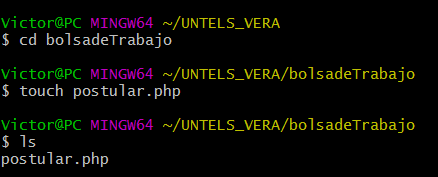 Victor@PC MINGW64 ~/UNTELS_VERA
$ cd bolsadeTrabajo
Victor@PC MINGW64 ~/UNTELS_VERA/bolsadeTrabajo
$ touch postular.php
Victor@PC MINGW64 ~/UNTELS_VERA/bolsadeTrabajo
$ ls
postular.php